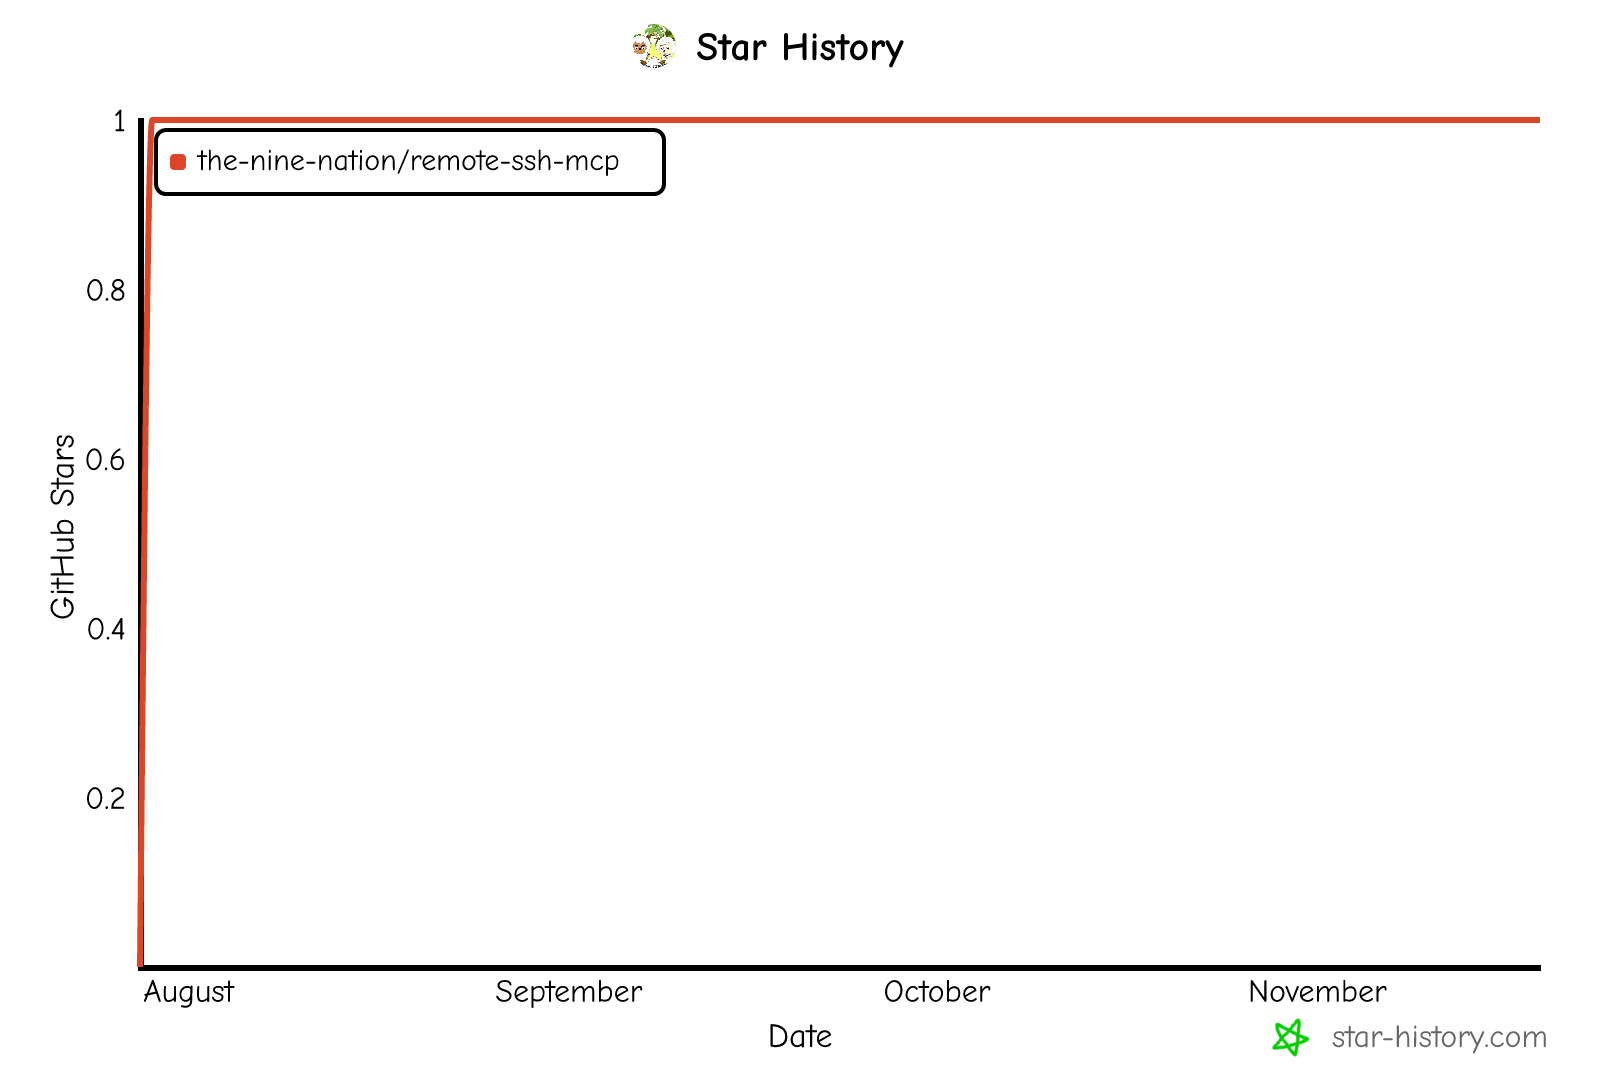 Star History
1
the-nine-nation/remote-ssh-mcp
0.8
0.6
0.4
0.2
GitHub Stars
August September October November
Date
star-history.com